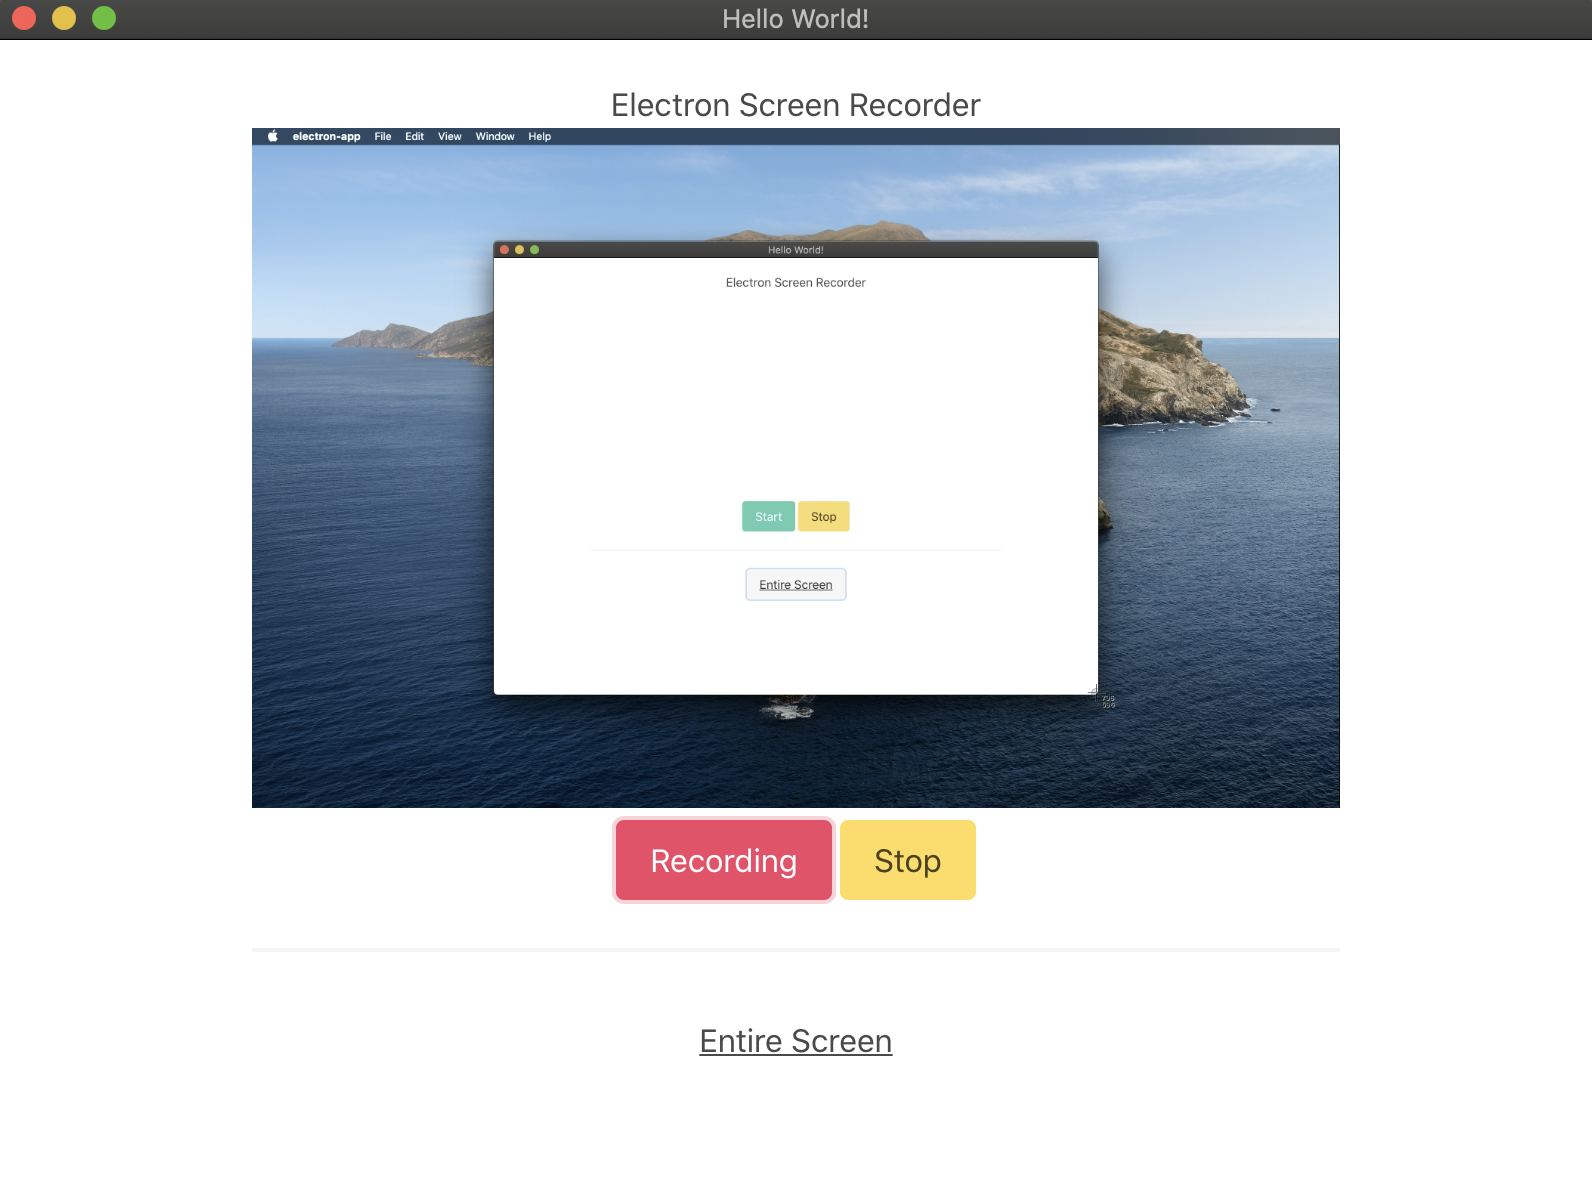 Hello World!
Electron Screen Recorder
electron-app File Edit View Window Help
Hello World!
Electron Screen Recorder
Start Stop
Entire Screen
Recording Stop
Entire Screen